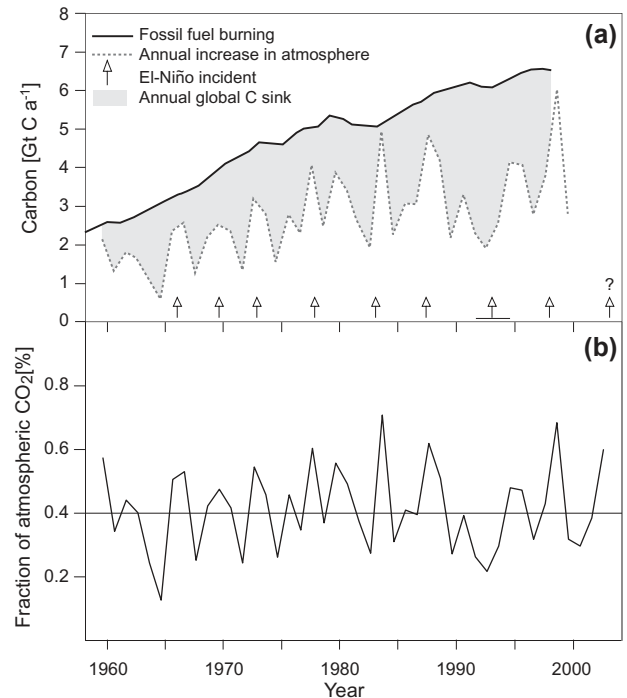 8
7
6
5
4
3
2
1
0
Carbon [Gt C a-1]
(a)
Fossil fuel burning
Annual increase in atmosphere
El-Niño incident
Annual global C sink
?
(b)
Fraction of atmospheric CO2[%]
0.8
0.6
0.4
0.2
1960 1970 1980 1990 2000
Year